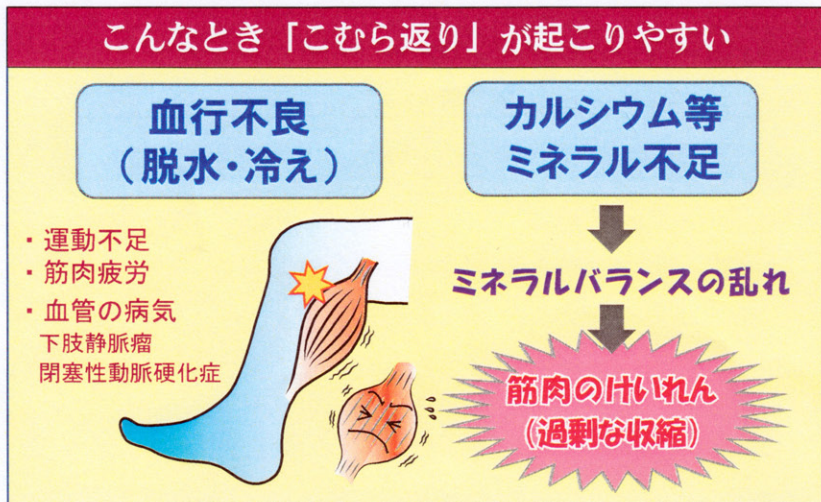 こんなとき「こむら返り」が起こりやすい
血行不良
（脱水・冷え）
・運動不足
・筋肉疲労
・血管の病気
下肢静脈瘤
閉塞性動脈硬化症
カルシウム等
ミネラル不足
ミネラルバランスの乱れ
筋肉のけいれん
(過剰な収縮)